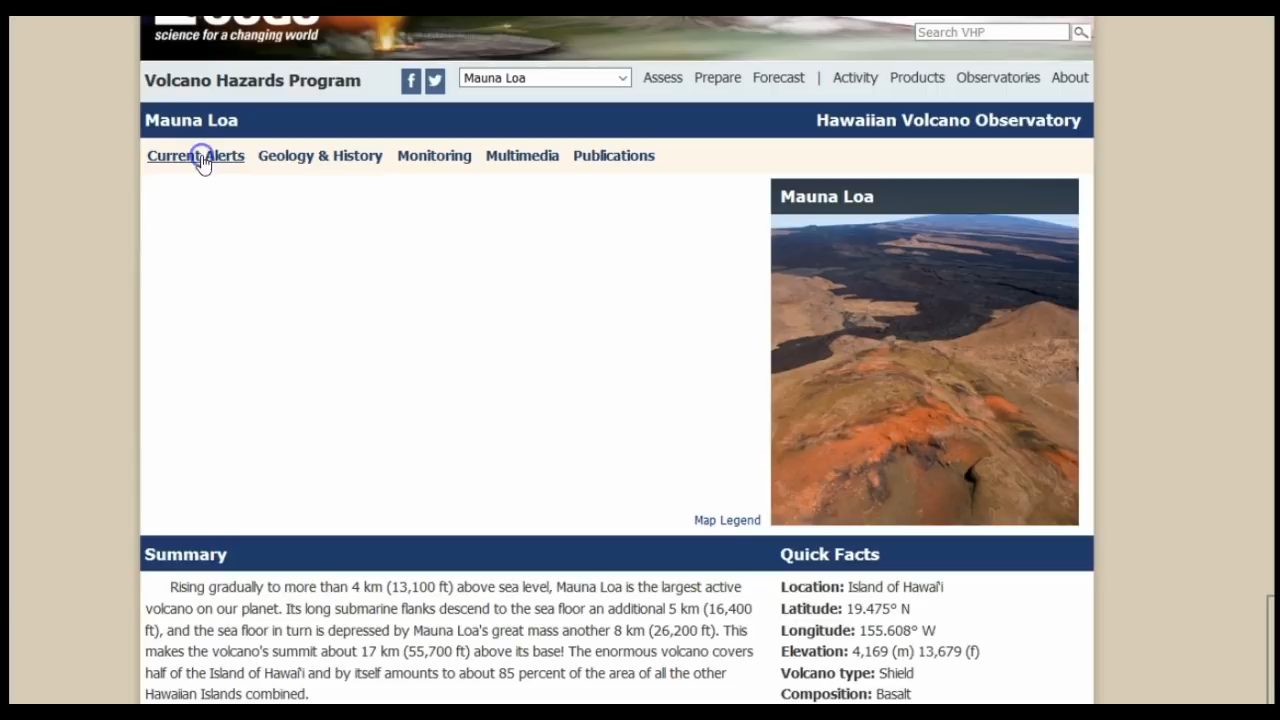 science for a changing world
Search VHP
Volcano Hazards Program
Mauna Loa
Assess Prepare Forecast | Activity Products Observatories About
Mauna Loa
Hawaiian Volcano Observatory
Current Alerts Geology & History Monitoring Multimedia Publications
Mauna Loa
Map Legend
Summary
Rising gradually to more than 4 km (13,100 ft) above sea level, Mauna Loa is the largest active
volcano on our planet. Its long submarine flanks descend to the sea floor an additional 5 km (16,400
ft), and the sea floor in turn is depressed by Mauna Loa's great mass another 8 km (26,200 ft). This
makes the volcano's summit about 17 km (55,700 ft) above its base! The enormous volcano covers
half of the Island of Hawai'i and by itself amounts to about 85 percent of the area of all the other
Hawaiian Islands combined.
Quick Facts
Location: Island of Hawai'i
Latitude: 19.475° N
Longitude: 155.608° W
Elevation: 4,169 (m) 13,679 (f)
Volcano type: Shield
Composition: Basalt